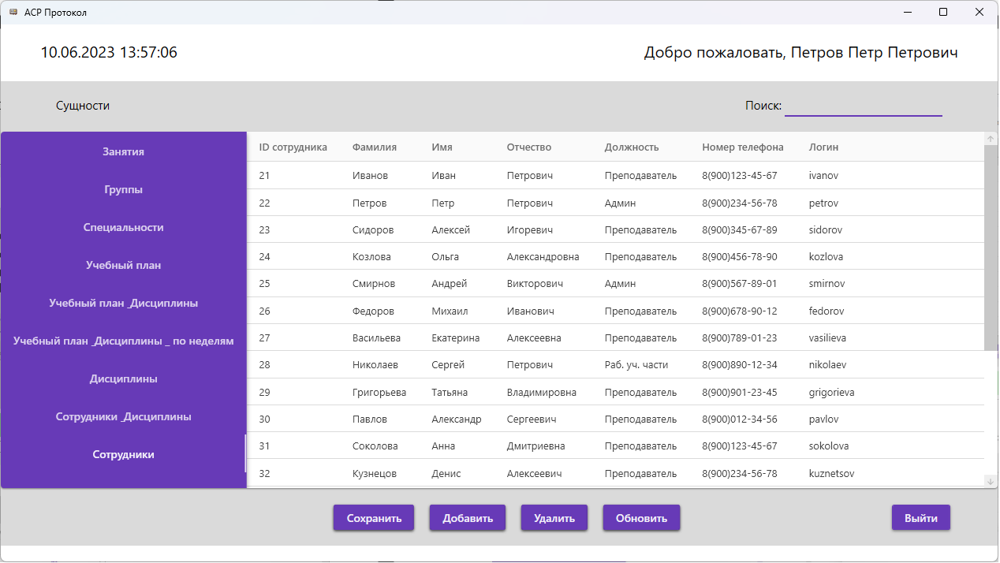 АСР Протокол
10.06.2023 13:57:06
Добро пожаловать, Петров Петр Петрович
Сущности
Поиск:
Занятия
Группы
Специальности
Учебный план
Учебный план _Дисциплины
Учебный план _Дисциплины _ по неделям
Дисциплины
Сотрудники _Дисциплины
Сотрудники
ID сотрудника Фамилия Имя Отчество Должность Номер телефона Логин
21 Иванов Иван Петрович Преподаватель 8(900)123-45-67 ivanov
22 Петров Петр Петрович Админ 8(900)234-56-78 petrov
23 Сидоров Алексей Игоревич Преподаватель 8(900)345-67-89 sidorov
24 Козлова Ольга Александровна Преподаватель 8(900)456-78-90 kozlova
25 Смирнов Андрей Викторович Админ 8(900)567-89-01 smirnov
26 Федоров Михаил Иванович Преподаватель 8(900)678-90-12 fedorov
27 Васильева Екатерина Алексеевна Преподаватель 8(900)789-01-23 vasilieva
28 Николаев Сергей Петрович Раб. уч. части 8(900)890-12-34 nikolaev
29 Григорьева Татьяна Владимировна Преподаватель 8(900)901-23-45 grigorieva
30 Павлов Александр Сергеевич Преподаватель 8(900)012-34-56 pavlov
31 Соколова Анна Дмитриевна Преподаватель 8(900)123-45-67 sokolova
32 Кузнецов Денис Алексеевич Преподаватель 8(900)234-56-78 kuznetsov
Сохранить Добавить Удалить Обновить Выйти